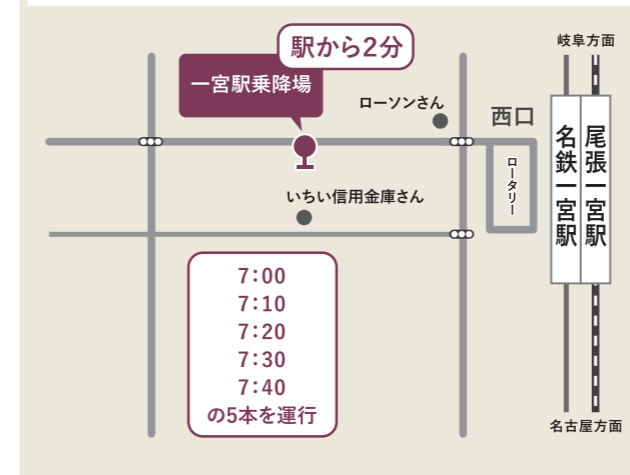 駅から2分
一宮駅乗降場
ローソンさん
西口
ロータリー
いちい信用金庫さん
岐阜方面
名鉄一宮駅
尾張一宮駅
名古屋方面
7:00
7:10
7:20
7:30
7:40
の5本を運行